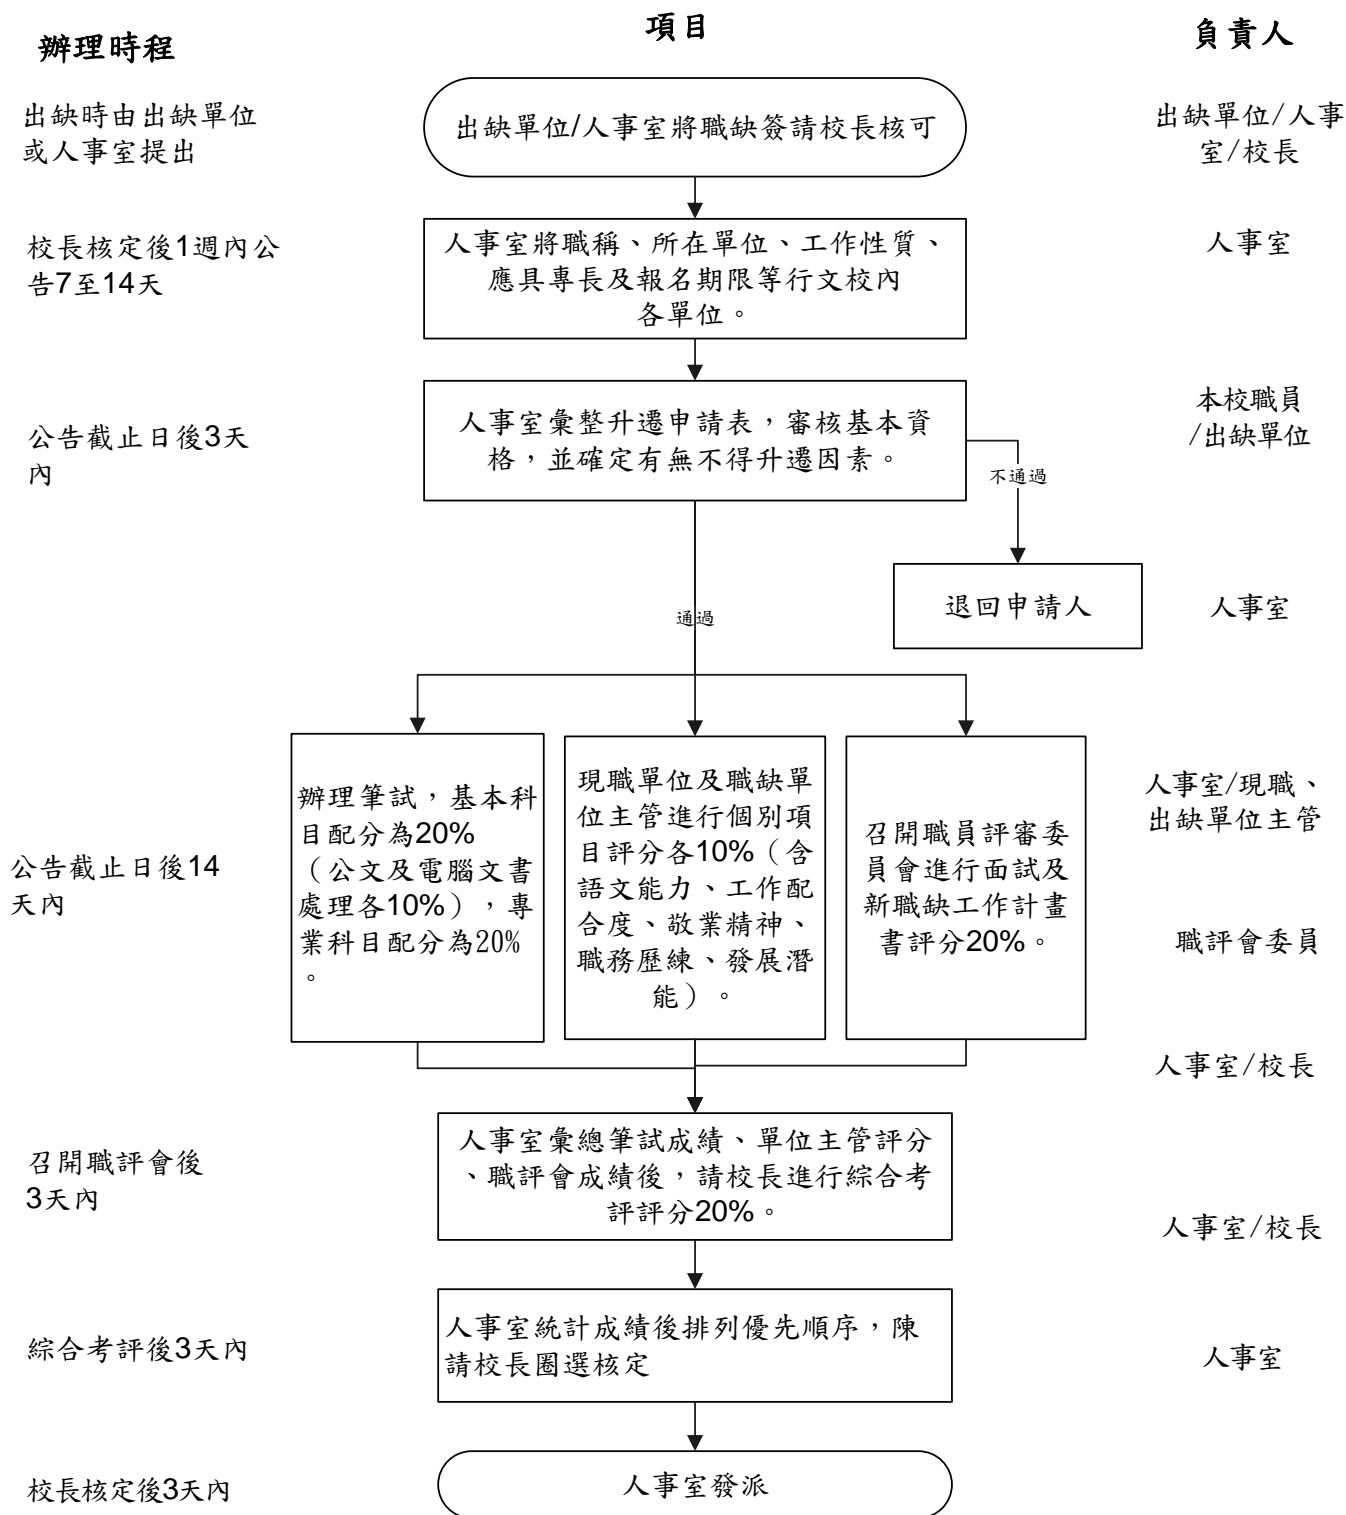 辦理時程
項目
負責人
出缺時由出缺單位
或人事室提出
出缺單位/人事室將職缺簽請校長核可
出缺單位/人事
室/校長
校長核定後1週內公
告7至14天
人事室將職稱、所在單位、工作性質、
應具專長及報名期限等行文校內
各單位。
人事室
公告截止日後3天
內
人事室彙整升遷申請表，審核基本資
格，並確定有無不得升遷因素。
本校職員
/出缺單位
不通過
退回申請人
人事室
通過
公告截止日後14
天內
辦理筆試，基本科
目配分為20%
（公文及電腦文書
處理各10%），專
業科目配分為20%
。
現職單位及職缺單
位主管進行個別項
目評分各10%（含
語文能力、工作配
合度、敬業精神、
職務歷練、發展潛
能）。
召開職員評審委
員會進行面試及
新職缺工作計畫
書評分20%。
人事室/現職、
出缺單位主管
職評會委員
人事室/校長
召開職評會後
3天內
人事室彙總筆試成績、單位主管評分
、職評會成績後，請校長進行綜合考
評評分20%。
人事室/校長
綜合考評後3天內
人事室統計成績後排列優先順序，陳
請校長圈選核定
人事室
校長核定後3天內
人事室發派